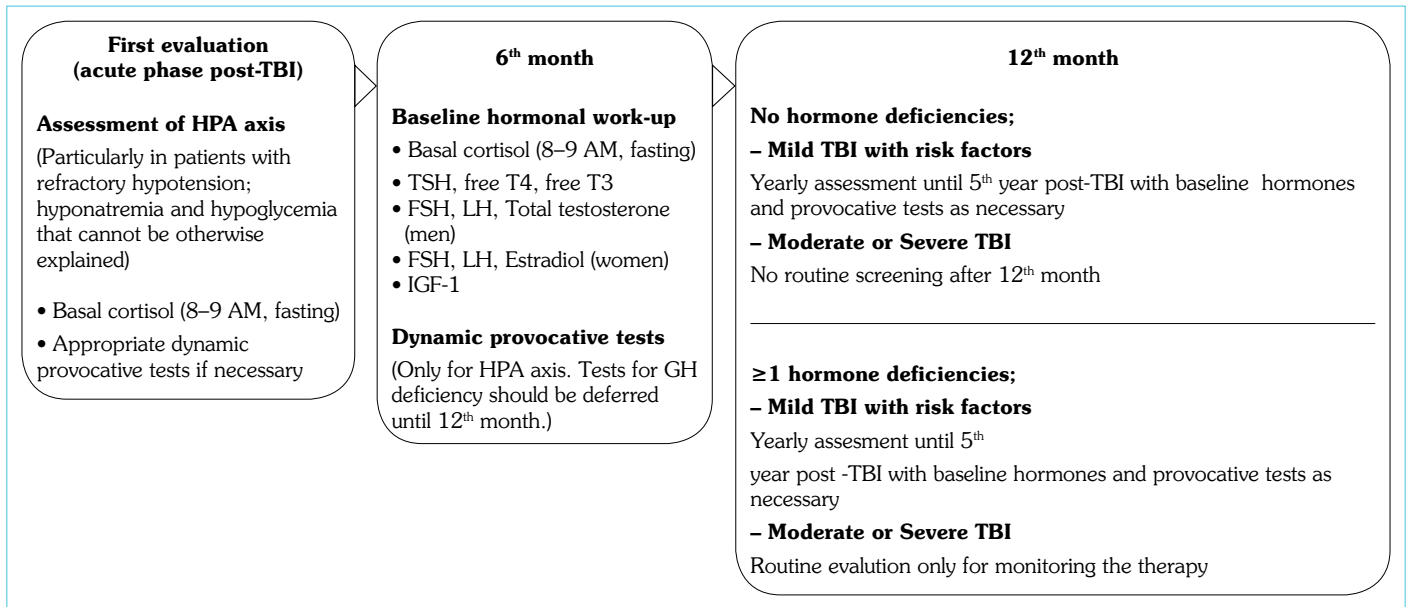 First evaluation
(acute phase post-TBI)
Assessment of HPA axis
(Particularly in patients with
refractory hypotension;
hyponatremia and hypoglycemia
that cannot be otherwise
explained)
• Basal cortisol (8–9 AM, fasting)
• Appropriate dynamic
provocative tests if necessary
6th month
Baseline hormonal work-up
• Basal cortisol (8–9 AM, fasting)
• TSH, free T4, free T3
• FSH, LH, Total testosterone
(men)
• FSH, LH, Estradiol (women)
• IGF-1
Dynamic provocative tests
(Only for HPA axis. Tests for GH
deficiency should be deferred
until 12th month.)
12th month
No hormone deficiencies;
– Mild TBI with risk factors
Yearly assessment until 5th year post-TBI with baseline hormones
and provocative tests as necessary
– Moderate or Severe TBI
No routine screening after 12th month
≥1 hormone deficiencies;
– Mild TBI with risk factors
Yearly assesment until 5th
year post -TBI with baseline hormones and provocative tests as
necessary
– Moderate or Severe TBI
Routine evalution only for monitoring the therapy